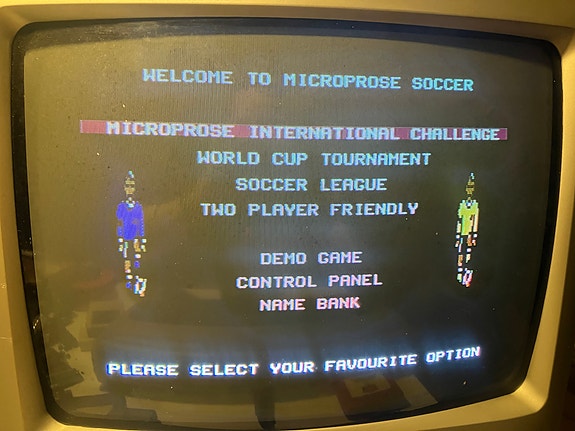 WELCOME TO MICROPROSE SOCCER
MICROPROSE INTERNATIONAL CHALLENGE
WORLD CUP TOURNAMENT
SOCCER LEAGUE
TWO PLAYER FRIENDLY
DEMO GAME
CONTROL PANEL
NAME BANK
PLEASE SELECT YOUR FAVOURITE OPTION